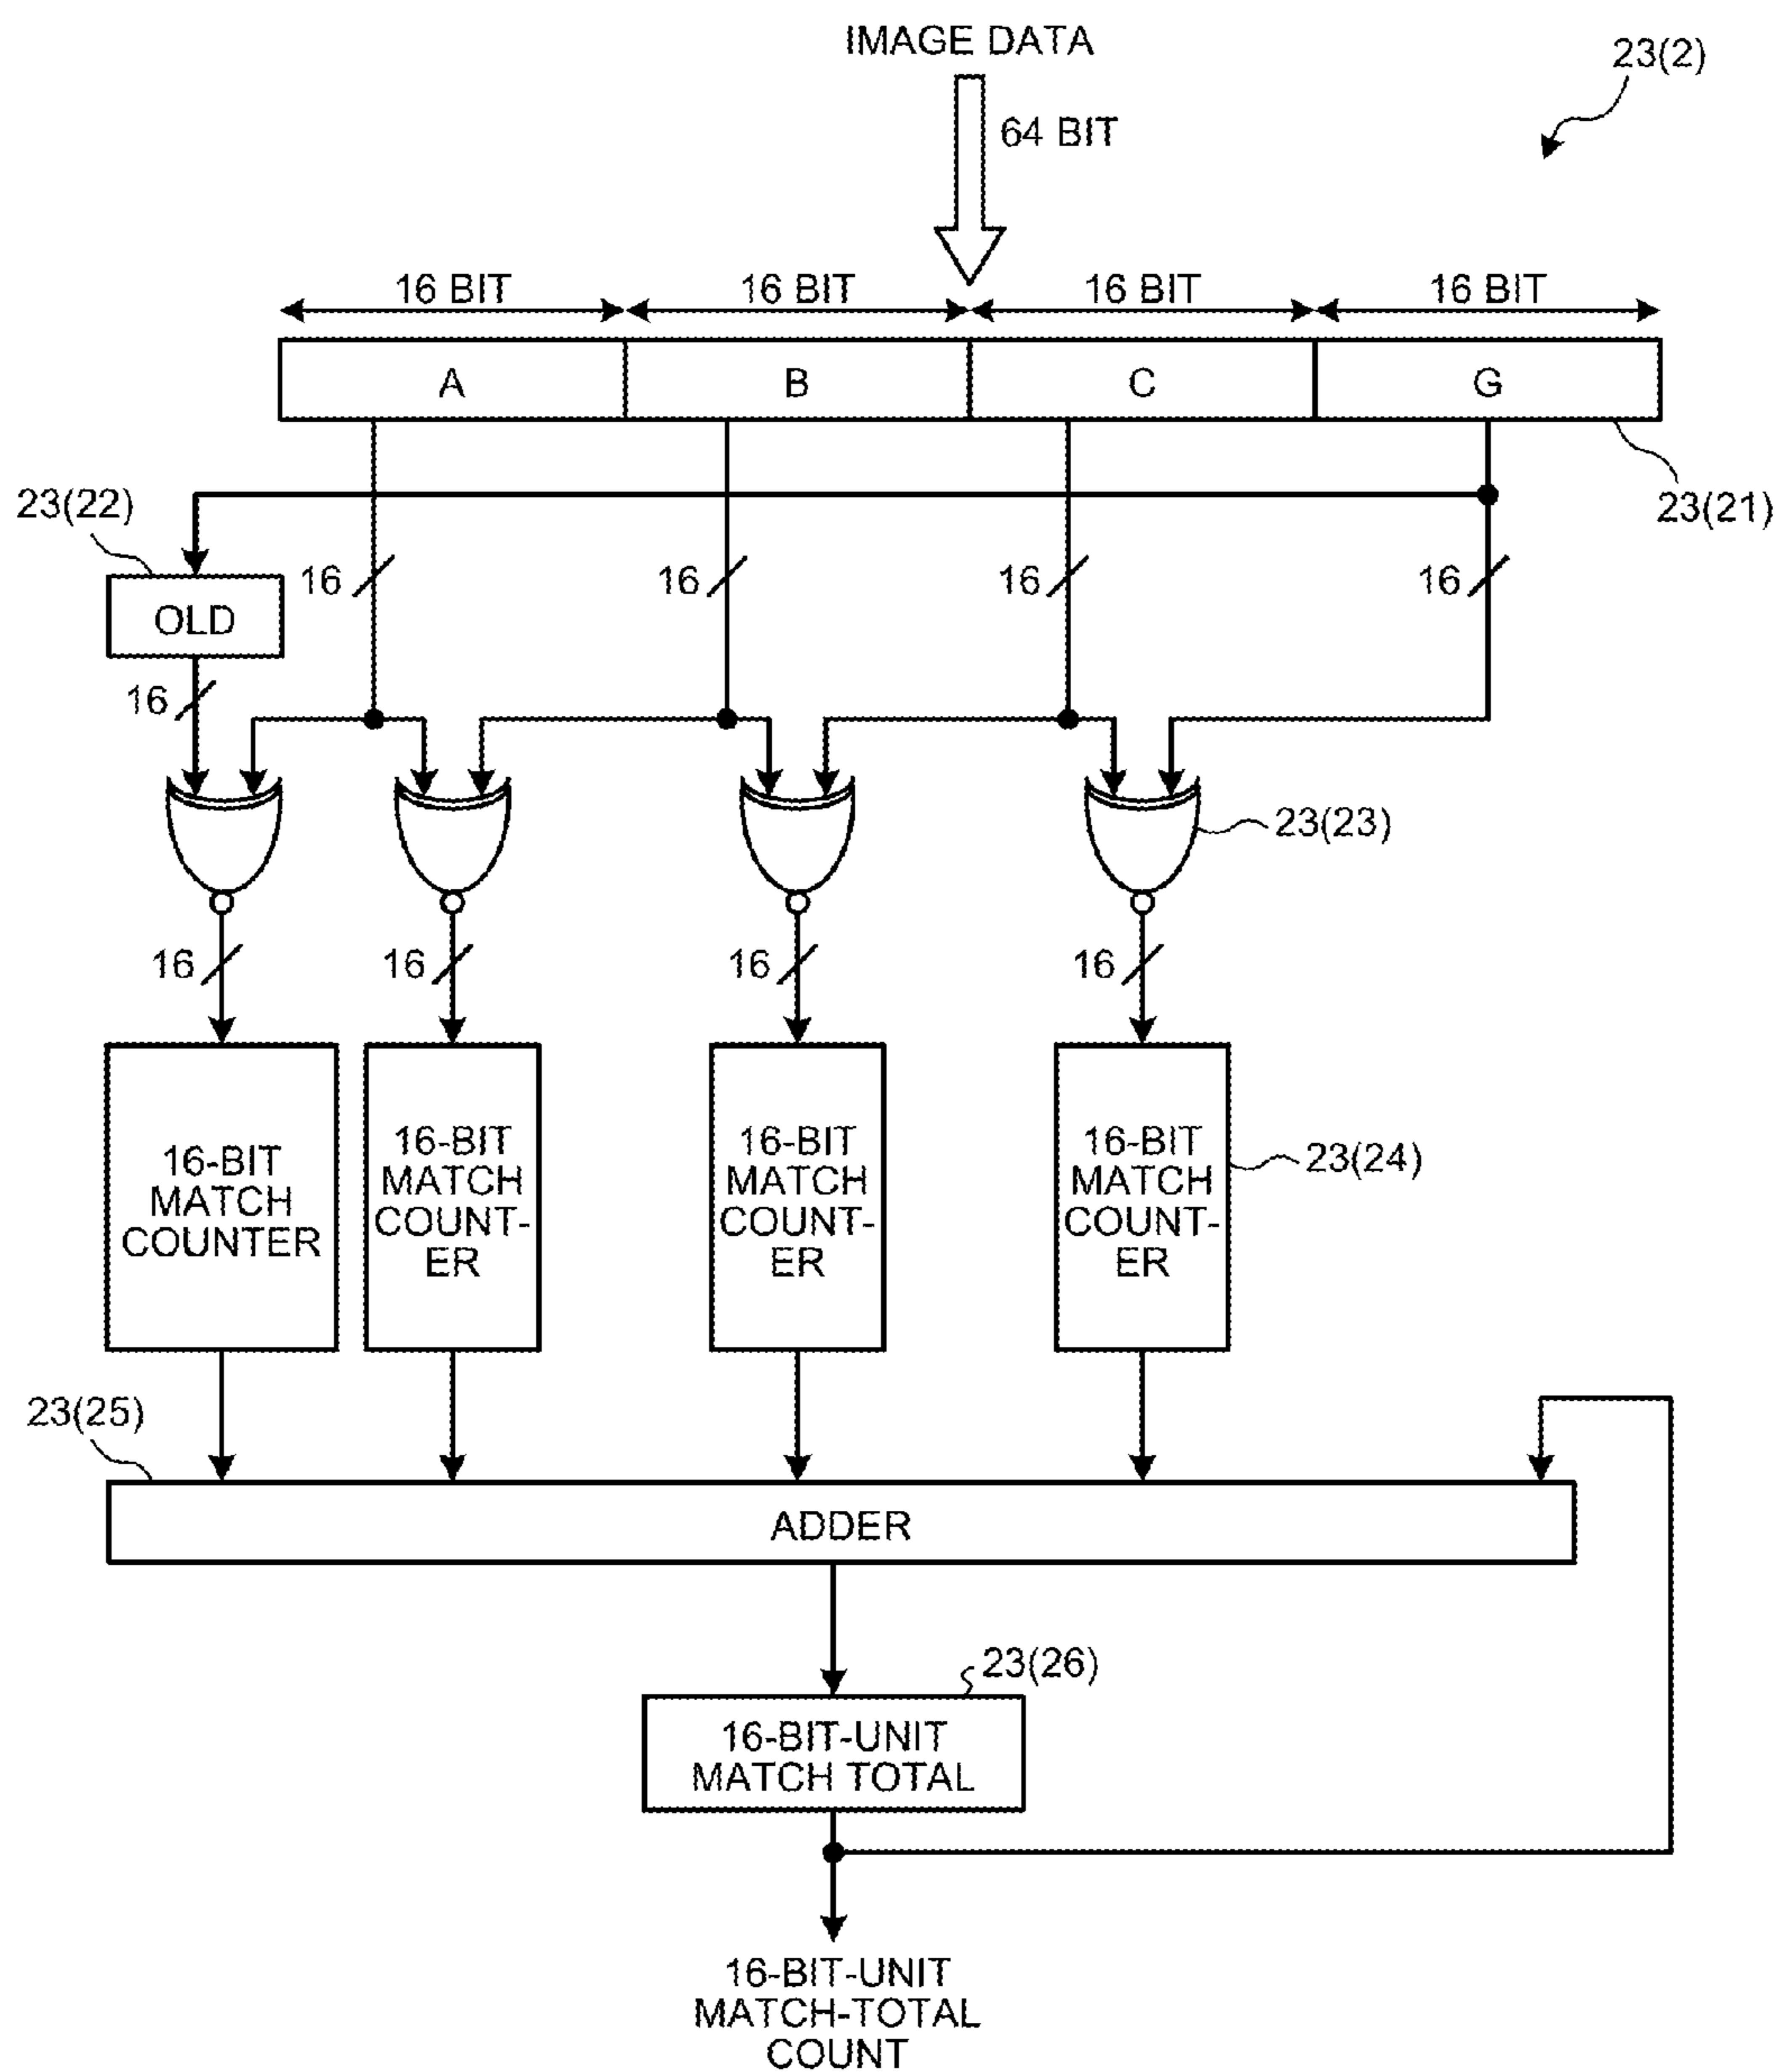 IMAGE DATA
23(2)
64 BIT
16 BIT 16 BIT 16 BIT 16 BIT
A B C G
23(22)
23(21)
16 16 16 16
OLD
16
23(23)
16 16 16 16
16-BIT
MATCH
COUNTER
16-BIT
MATCH
COUNT-
ER
16-BIT
MATCH
COUNT-
ER
16-BIT
MATCH
COUNT-
ER
23(24)
23(25)
ADDER
23(26)
16-BIT-UNIT
MATCH TOTAL
16-BIT-UNIT
MATCH-TOTAL
COUNT